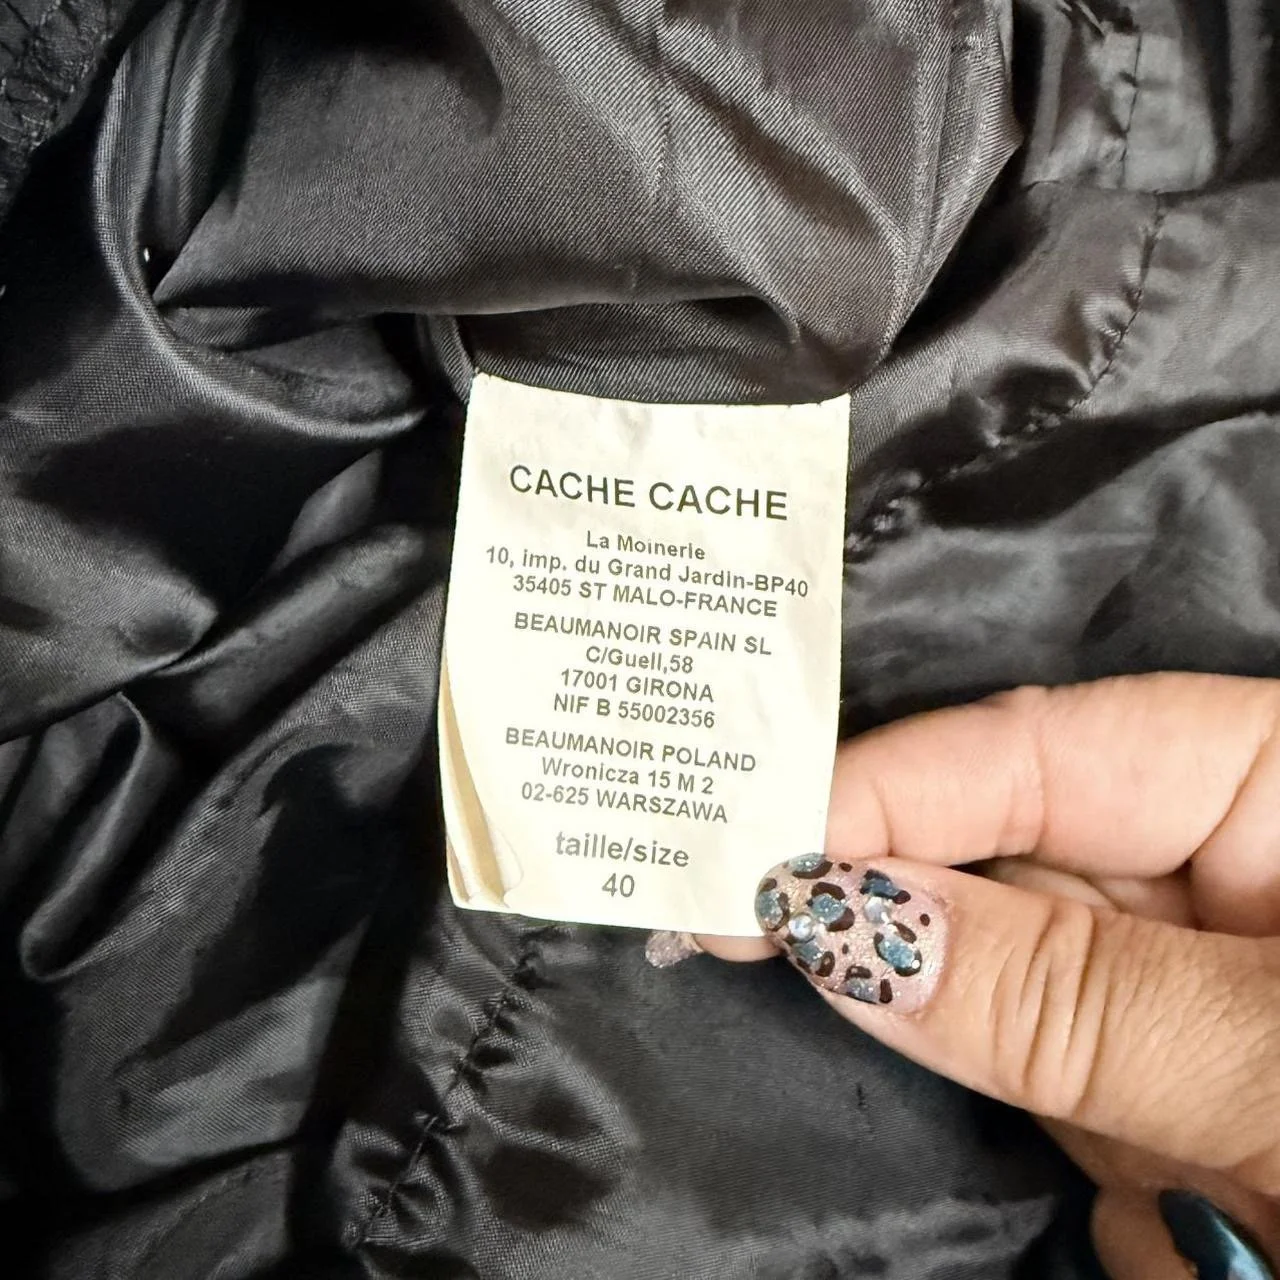 CACHE CACHE
La Moinerie
10, imp. du Grand Jardin-BP40
35405 ST MALO-FRANCE
BEAUMANOIR SPAIN SL
C/Guell,58
17001 GIRONA
NIF B 55002356
BEAUMANOIR POLAND
Wronicza 15 M 2
02-625 WARSZAWA
taille/size
40